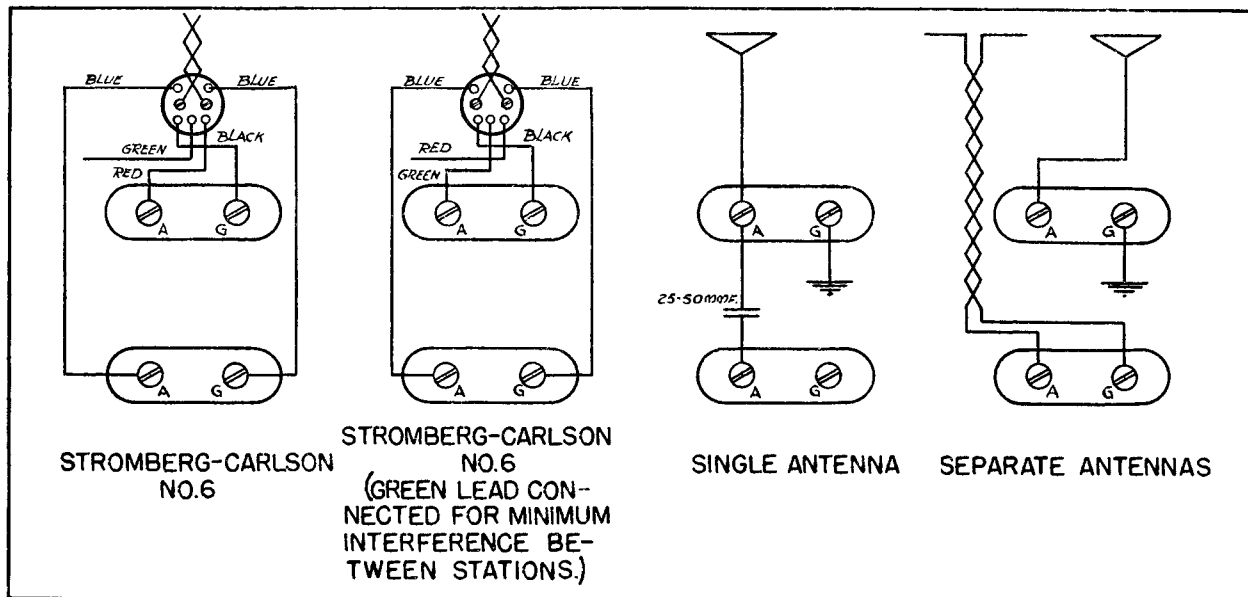 BLUE
BLUE
BLACK
GREEN
RED
A
G
A
G
STROMBERG-CARLSON
NO.6
BLUE
BLUE
BLACK
RED
GREEN
A
G
A
G
STROMBERG-CARLSON
NO.6
(GREEN LEAD CON-
NECTED FOR MINIMUM
INTERFERENCE BE-
TWEEN STATIONS.)
A
G
25-50MMF.
A
G
SINGLE ANTENNA
A
G
A
G
SEPARATE ANTENNAS